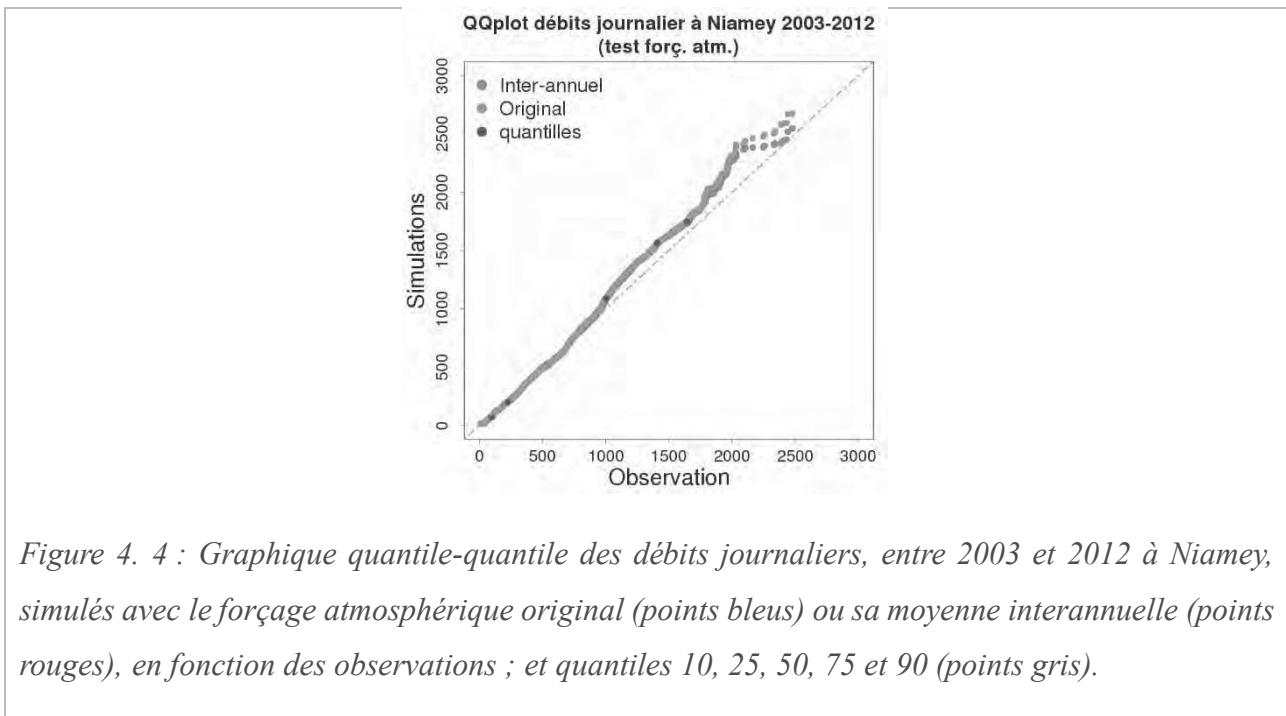 QQplot débits journalier à Niamey 2003-2012
(test forç. atm.)
Inter-annuel
Original
quantilles
Simulations
3000
2500
2000
1500
1000
500
0
0 500 1000 1500 2000 2500 3000
Observation
Figure 4. 4 : Graphique quantile-quantile des débits journaliers, entre 2003 et 2012 à Niamey,
simulés avec le forçage atmosphérique original (points bleus) ou sa moyenne interannuelle (points
rouges), en fonction des observations ; et quantiles 10, 25, 50, 75 et 90 (points gris).